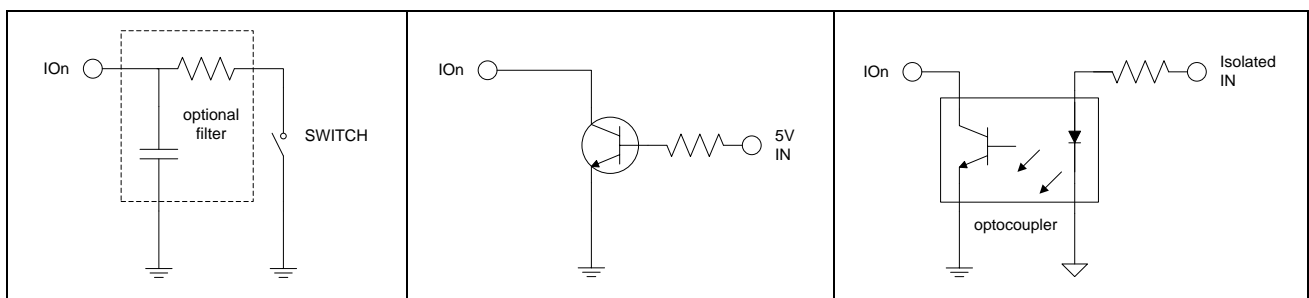 IOn
optional
filter
SWITCH
IOn
5V
IN
IOn
Isolated
IN
optocoupler